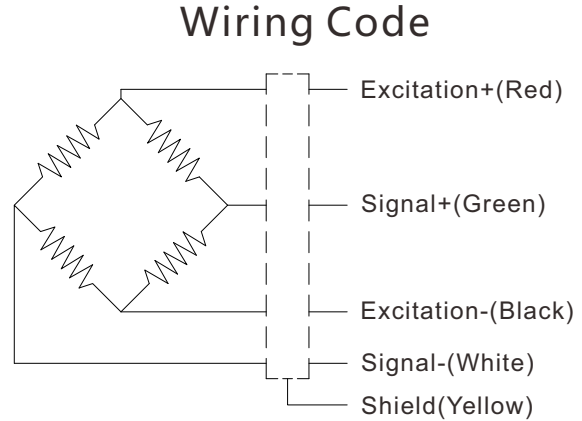 Wiring Code
Excitation+(Red)
Signal+(Green)
Excitation-(Black)
Signal-(White)
Shield(Yellow)